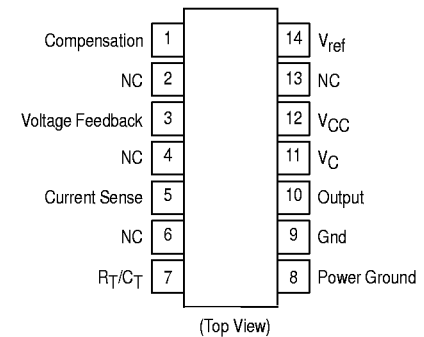 Compensation 1 14 Vref
NC 2 13 NC
Voltage Feedback 3 12 VCC
NC 4 11 VC
Current Sense 5 10 Output
NC 6 9 Gnd
RT/CT 7 8 Power Ground
(Top View)